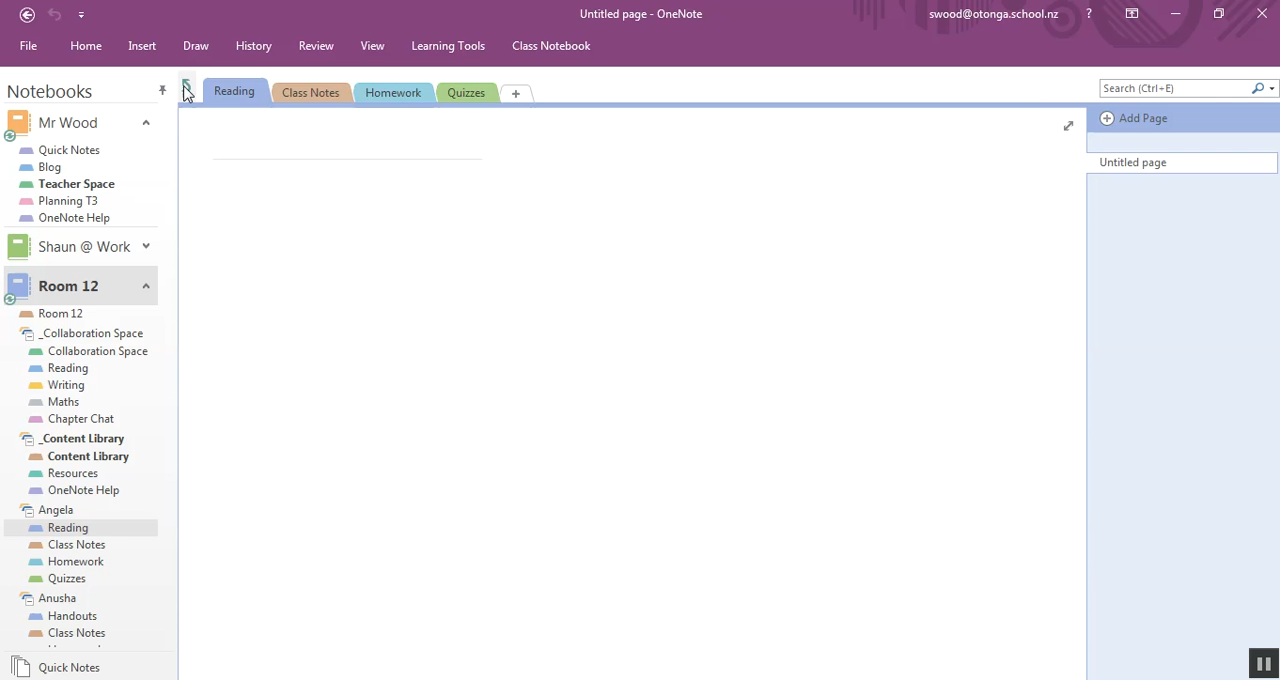 Untitled page - OneNote
swood@otonga.school.nz ?
File Home Insert Draw History Review View Learning Tools Class Notebook
Notebooks
Reading Class Notes Homework Quizzes +
Search (Ctrl+E)
Mr Wood
Add Page
Quick Notes
Untitled page
Blog
Teacher Space
Planning T3
OneNote Help
Shaun @ Work
Room 12
Room 12
_Collaboration Space
Collaboration Space
Reading
Writing
Maths
Chapter Chat
_Content Library
Content Library
Resources
OneNote Help
Angela
Reading
Class Notes
Homework
Quizzes
Anusha
Handouts
Class Notes
Quick Notes